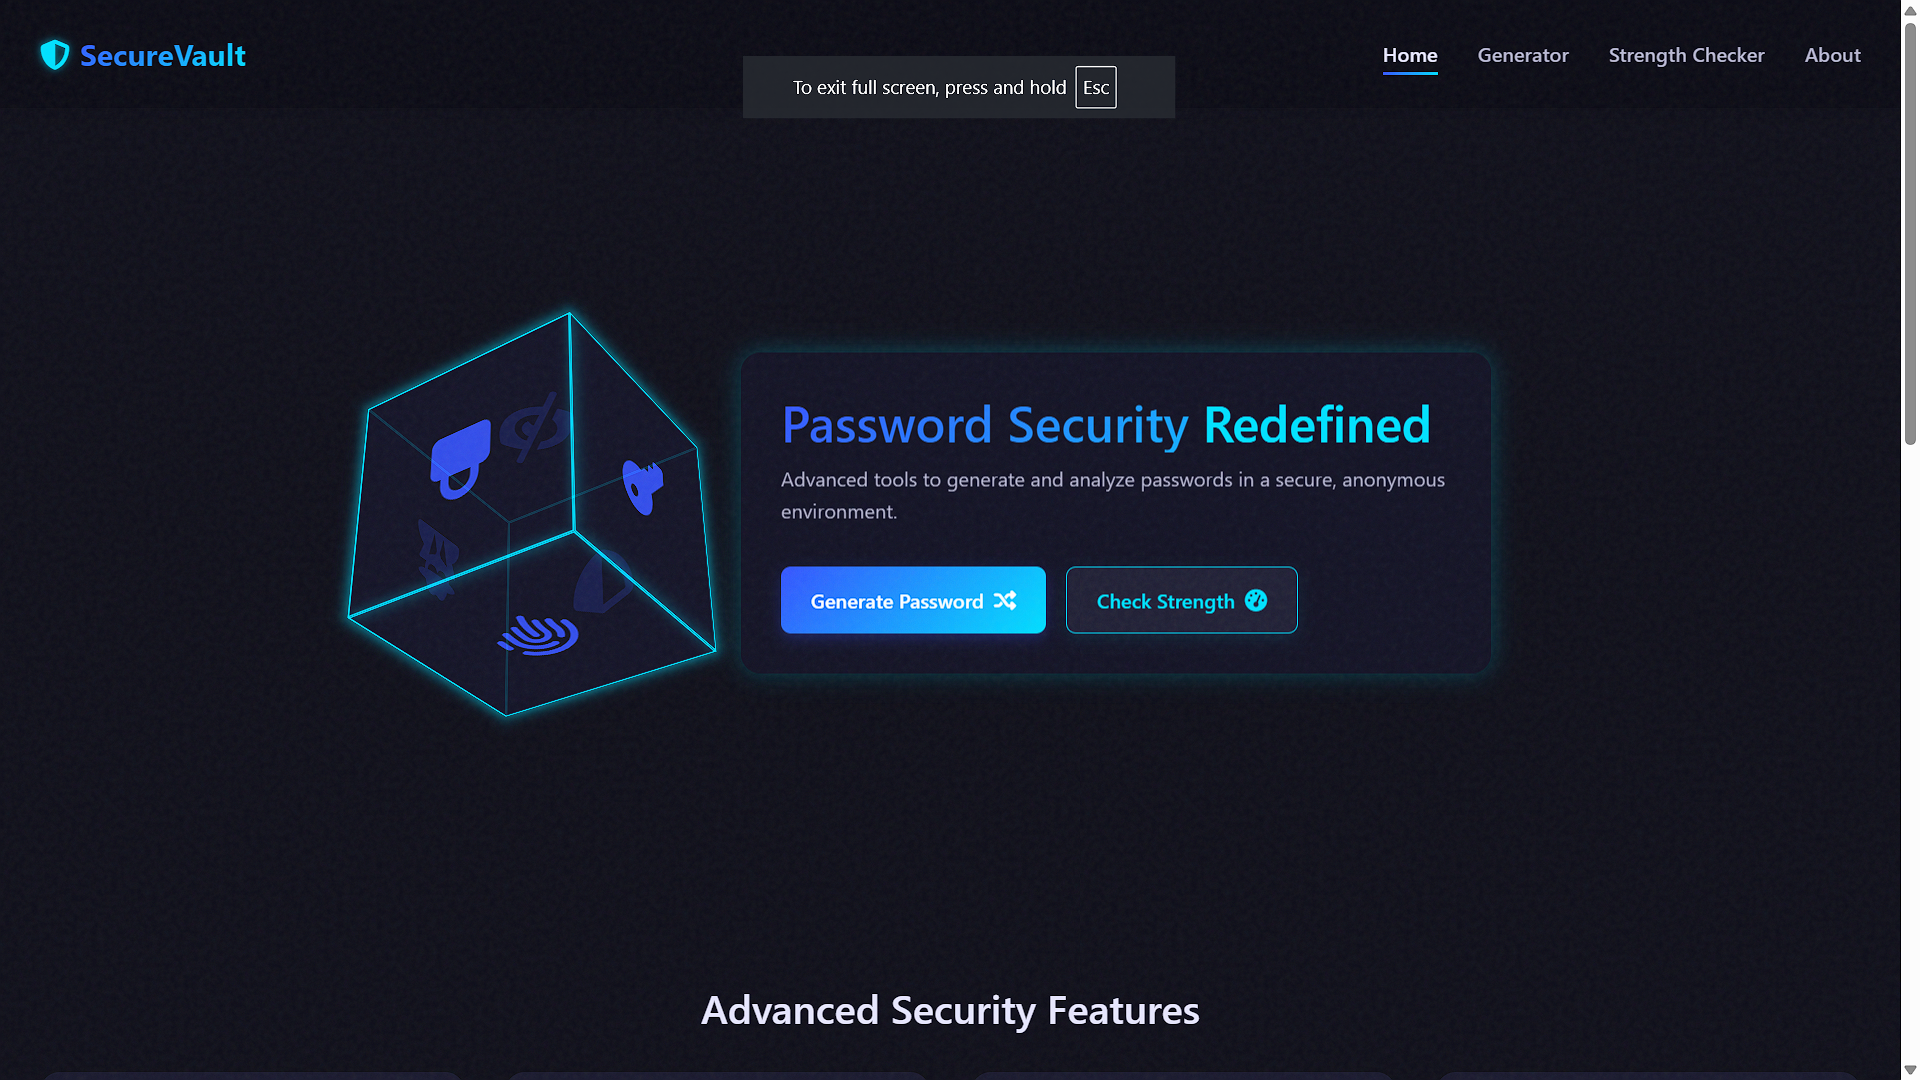 SecureVault
Home
Generator
Strength Checker
About
To exit full screen, press and hold Esc
Password Security Redefined
Advanced tools to generate and analyze passwords in a secure, anonymous
environment.
Generate Password
Check Strength
Advanced Security Features